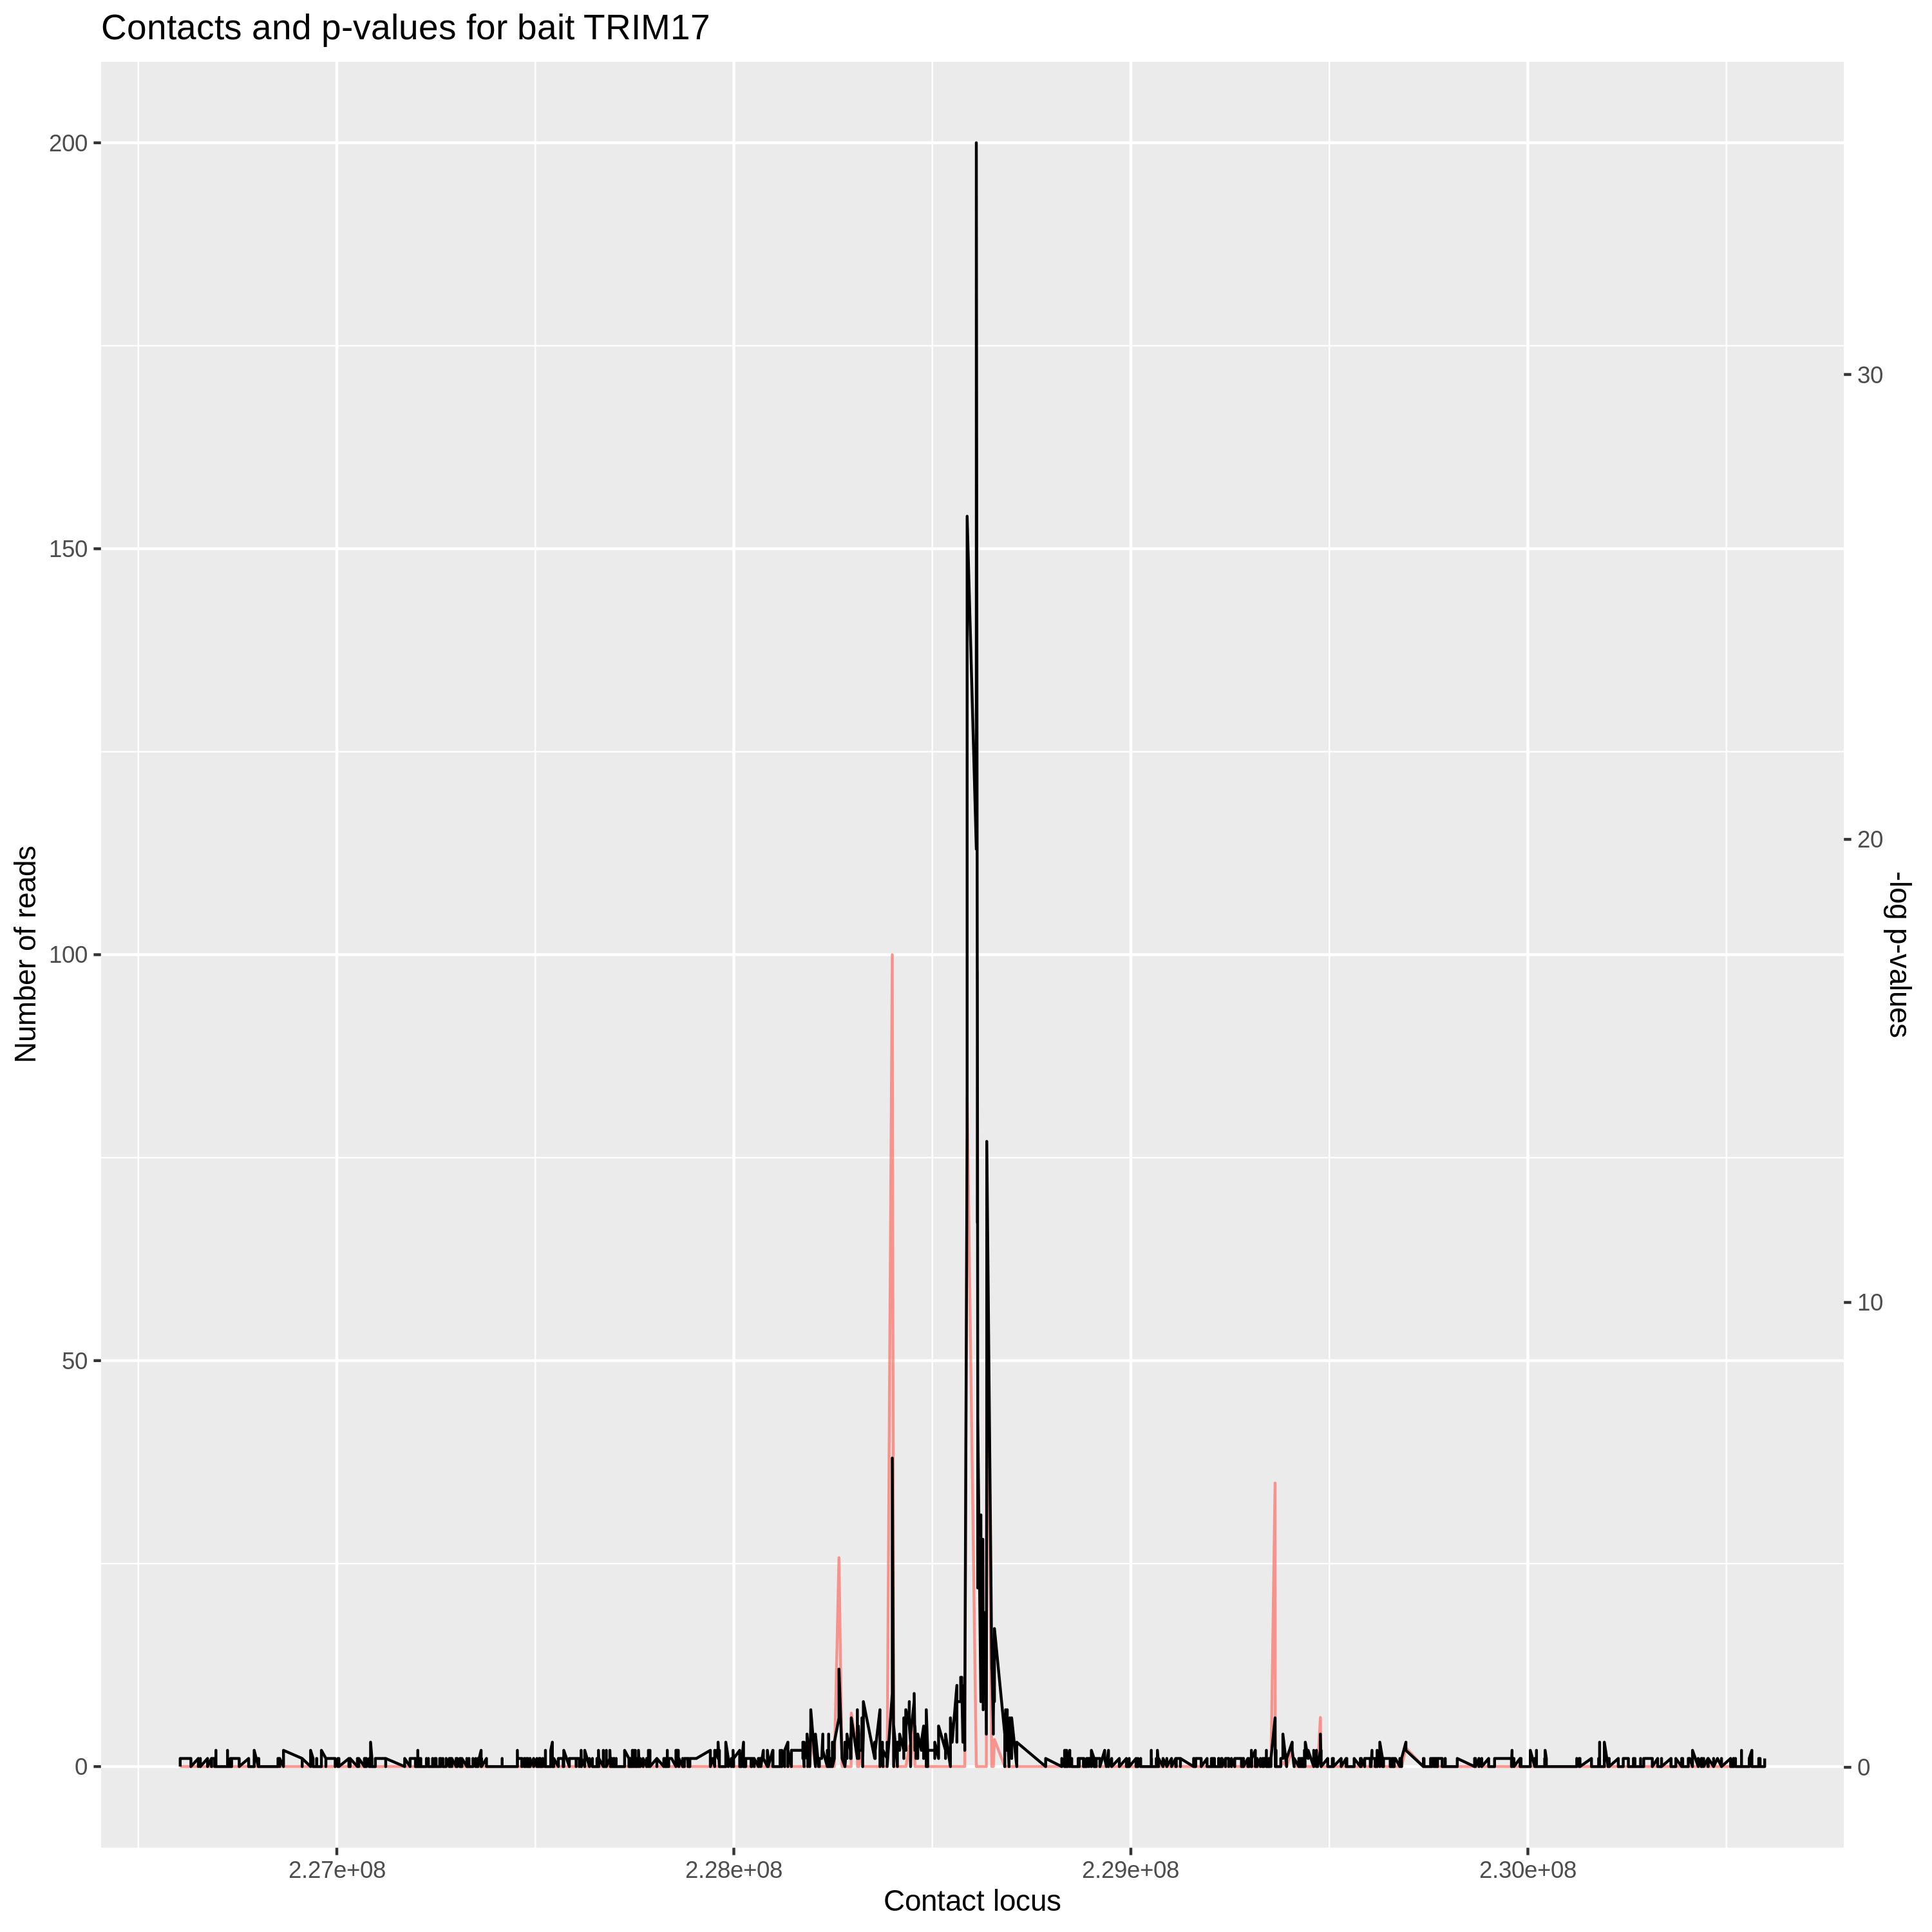 Contacts and p-values for bait TRIM17
200
150
100
50
0
Number of reads
30
20
10
0
-log p-values
2.27e+08
2.28e+08
2.29e+08
2.30e+08
Contact locus